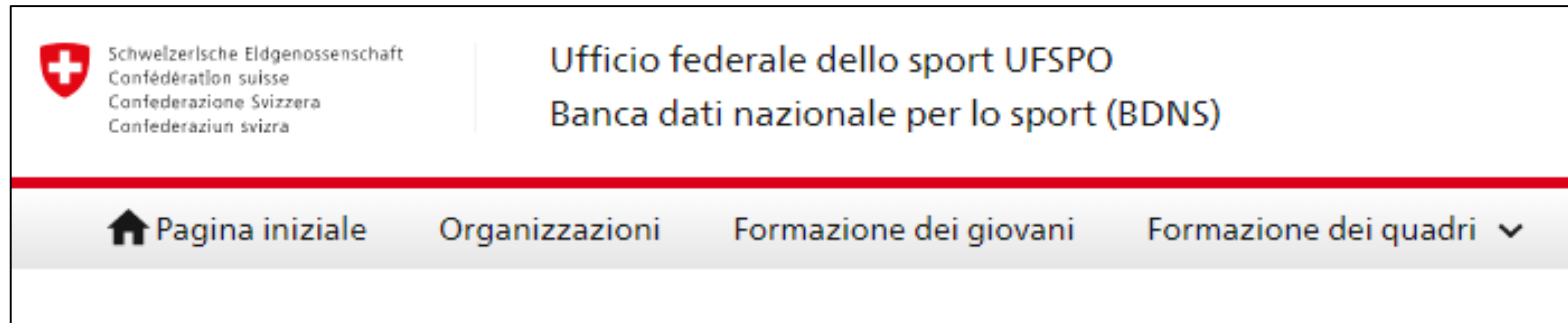 Schweizerische Eidgenossenschaft
Confédération suisse
Confederazione Svizzera
Confederaziun svizra
Ufficio federale dello sport UFSPO
Banca dati nazionale per lo sport (BDNS)
Pagina iniziale Organizzazioni Formazione dei giovani Formazione dei quadri